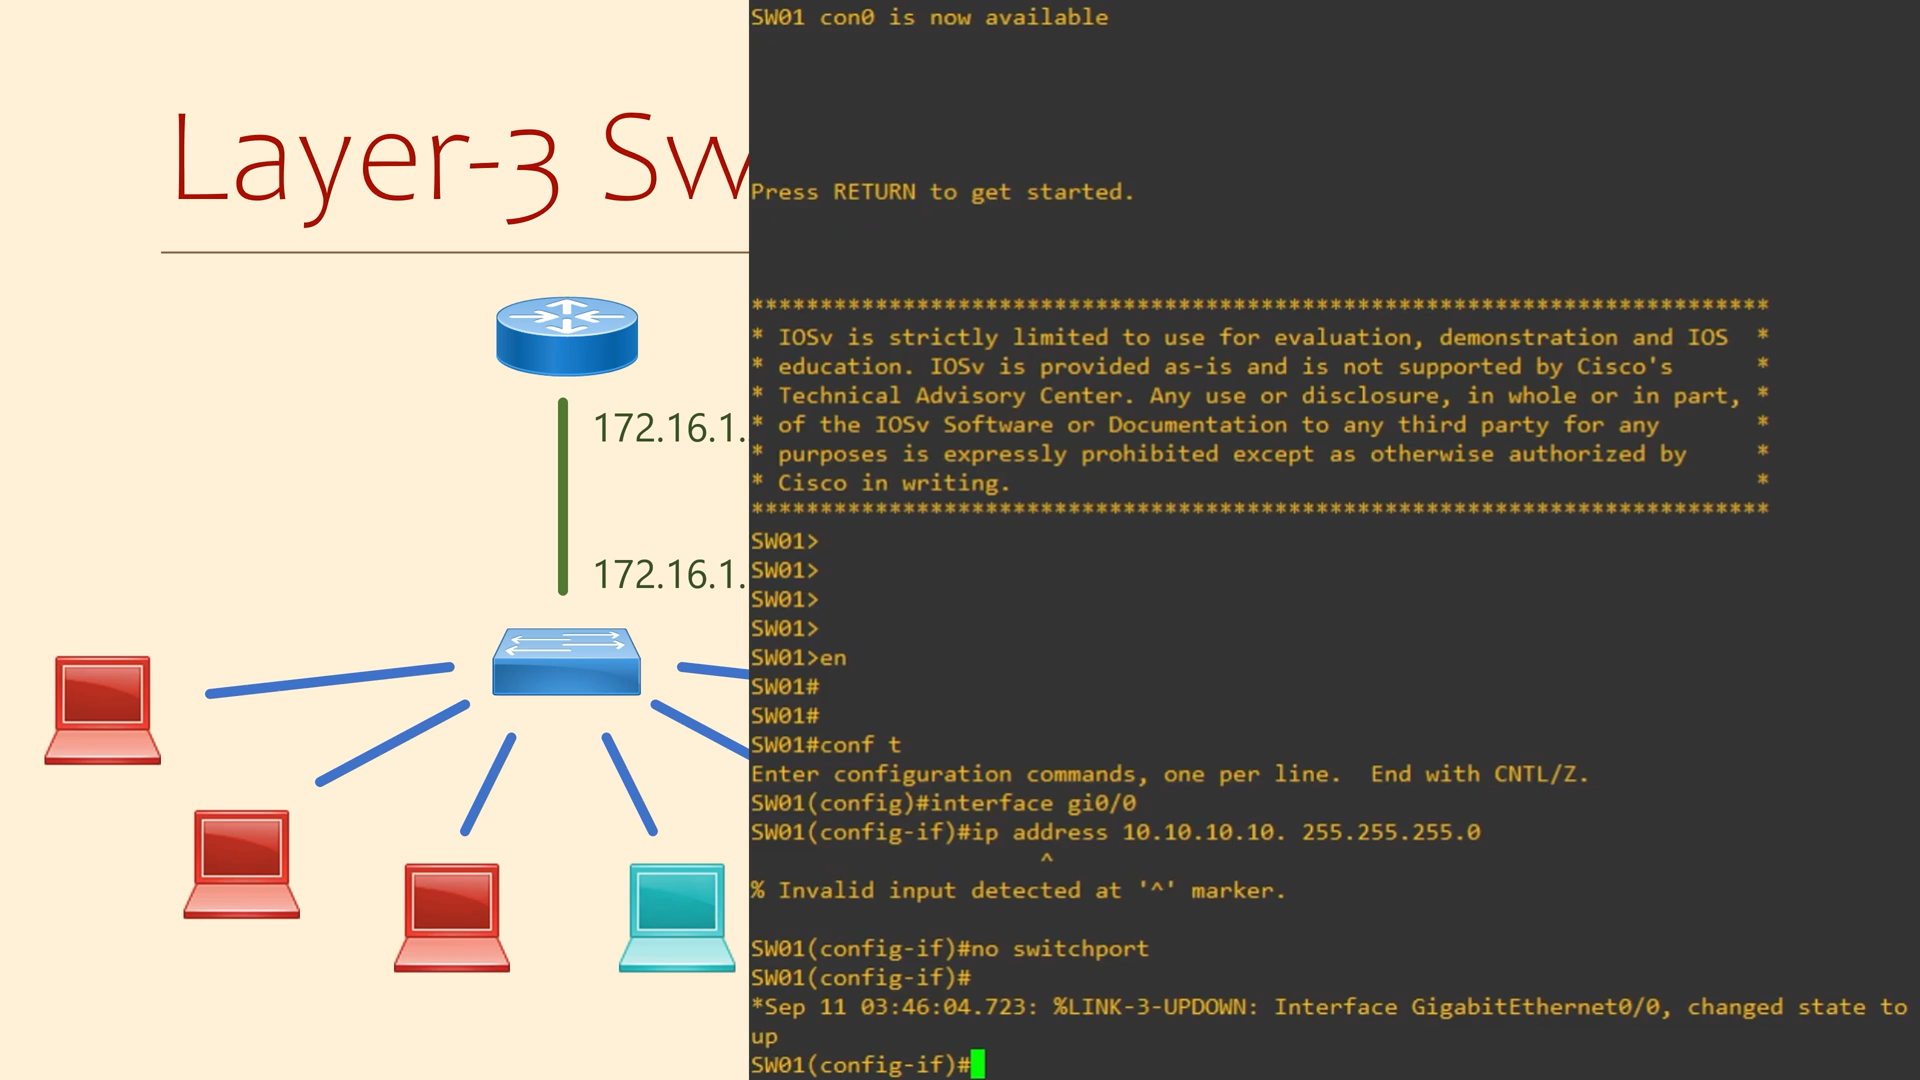 Layer-3 Sw
172.16.1.
172.16.1.
SW01 con0 is now available
Press RETURN to get started.
**************************************************************************
* IOSv is strictly limited to use for evaluation, demonstration and IOS  *
* education. IOSv is provided as-is and is not supported by Cisco's      *
* Technical Advisory Center. Any use or disclosure, in whole or in part, *
* of the IOSv Software or Documentation to any third party for any       *
* purposes is expressly prohibited except as otherwise authorized by     *
* Cisco in writing.                                                      *
**************************************************************************
SW01>
SW01>
SW01>
SW01>
SW01>en
SW01#
SW01#
SW01#conf t
Enter configuration commands, one per line.  End with CNTL/Z.
SW01(config)#interface gi0/0
SW01(config-if)#ip address 10.10.10.10. 255.255.255.0
                     ^
% Invalid input detected at '^' marker.
SW01(config-if)#no switchport
SW01(config-if)#
*Sep 11 03:46:04.723: %LINK-3-UPDOWN: Interface GigabitEthernet0/0, changed state to
up
SW01(config-if)#